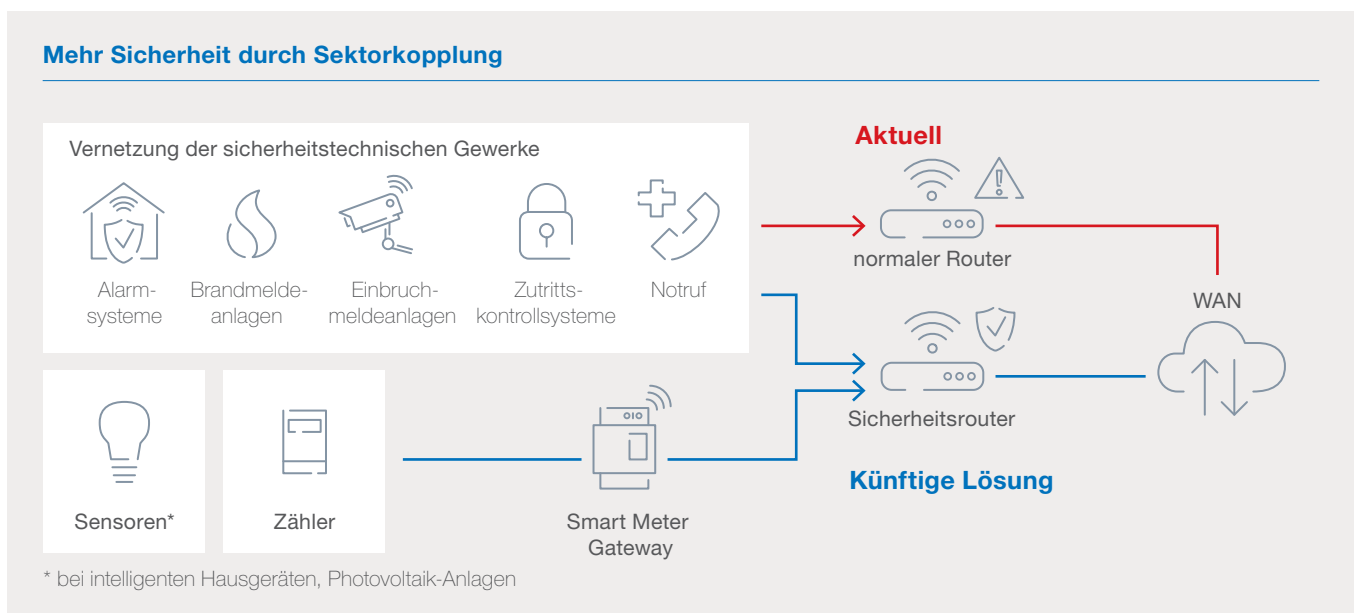 Mehr Sicherheit durch Sektorkopplung
Vernetzung der sicherheitstechnischen Gewerke
Alarm-
systeme
Brandmelde-
anlagen
Einbruch-
meldeanlagen
Zutritts-
kontrollsysteme
Notruf
Aktuell
normaler Router
WAN
Sicherheitsrouter
Künftige Lösung
Sensoren*
Zähler
Smart Meter
Gateway
* bei intelligenten Hausgeräten, Photovoltaik-Anlagen